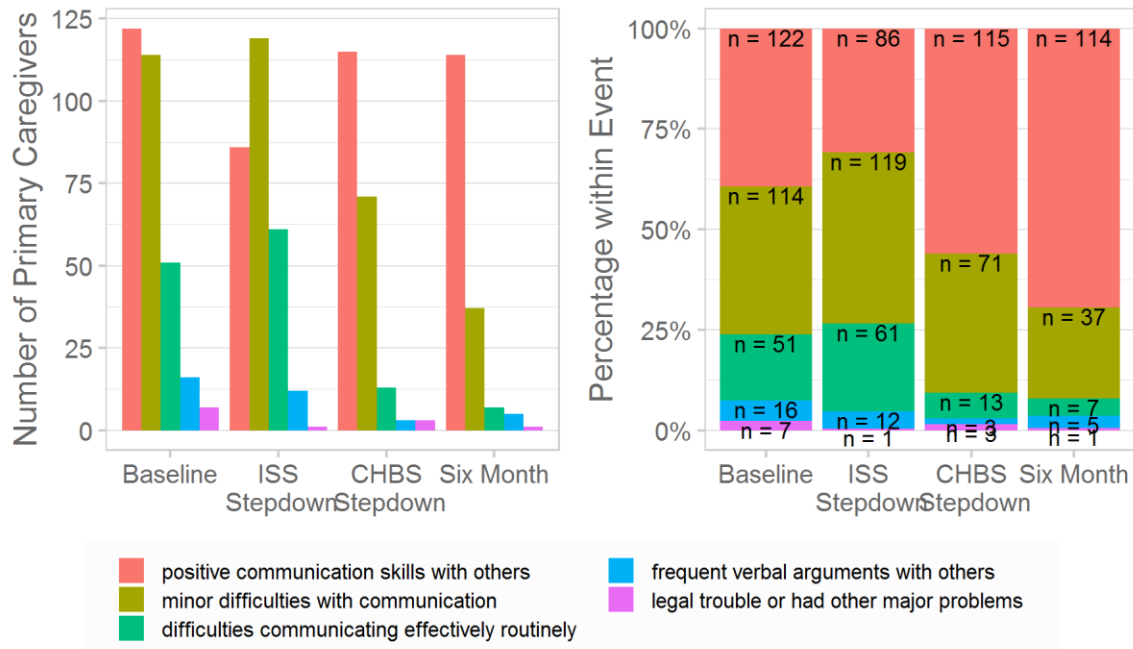 Number of Primary Caregivers
125
100
75
50
25
0
Baseline
ISS
Stepdown
CHBS
Stepdown
Six Month
Percentage within Event
100%
75%
50%
25%
0%
n = 122
n = 86
n = 115
n = 114
n = 114
n = 119
n = 71
n = 37
n = 51
n = 61
n = 13
n = 7
n = 16
n = 12
n = 3
n = 5
n = 7
n = 1
n = 3
n = 1
Baseline
ISS
Stepdown
CHBS
Stepdown
Six Month
positive communication skills with others
minor difficulties with communication
difficulties communicating effectively routinely
frequent verbal arguments with others
legal trouble or had other major problems